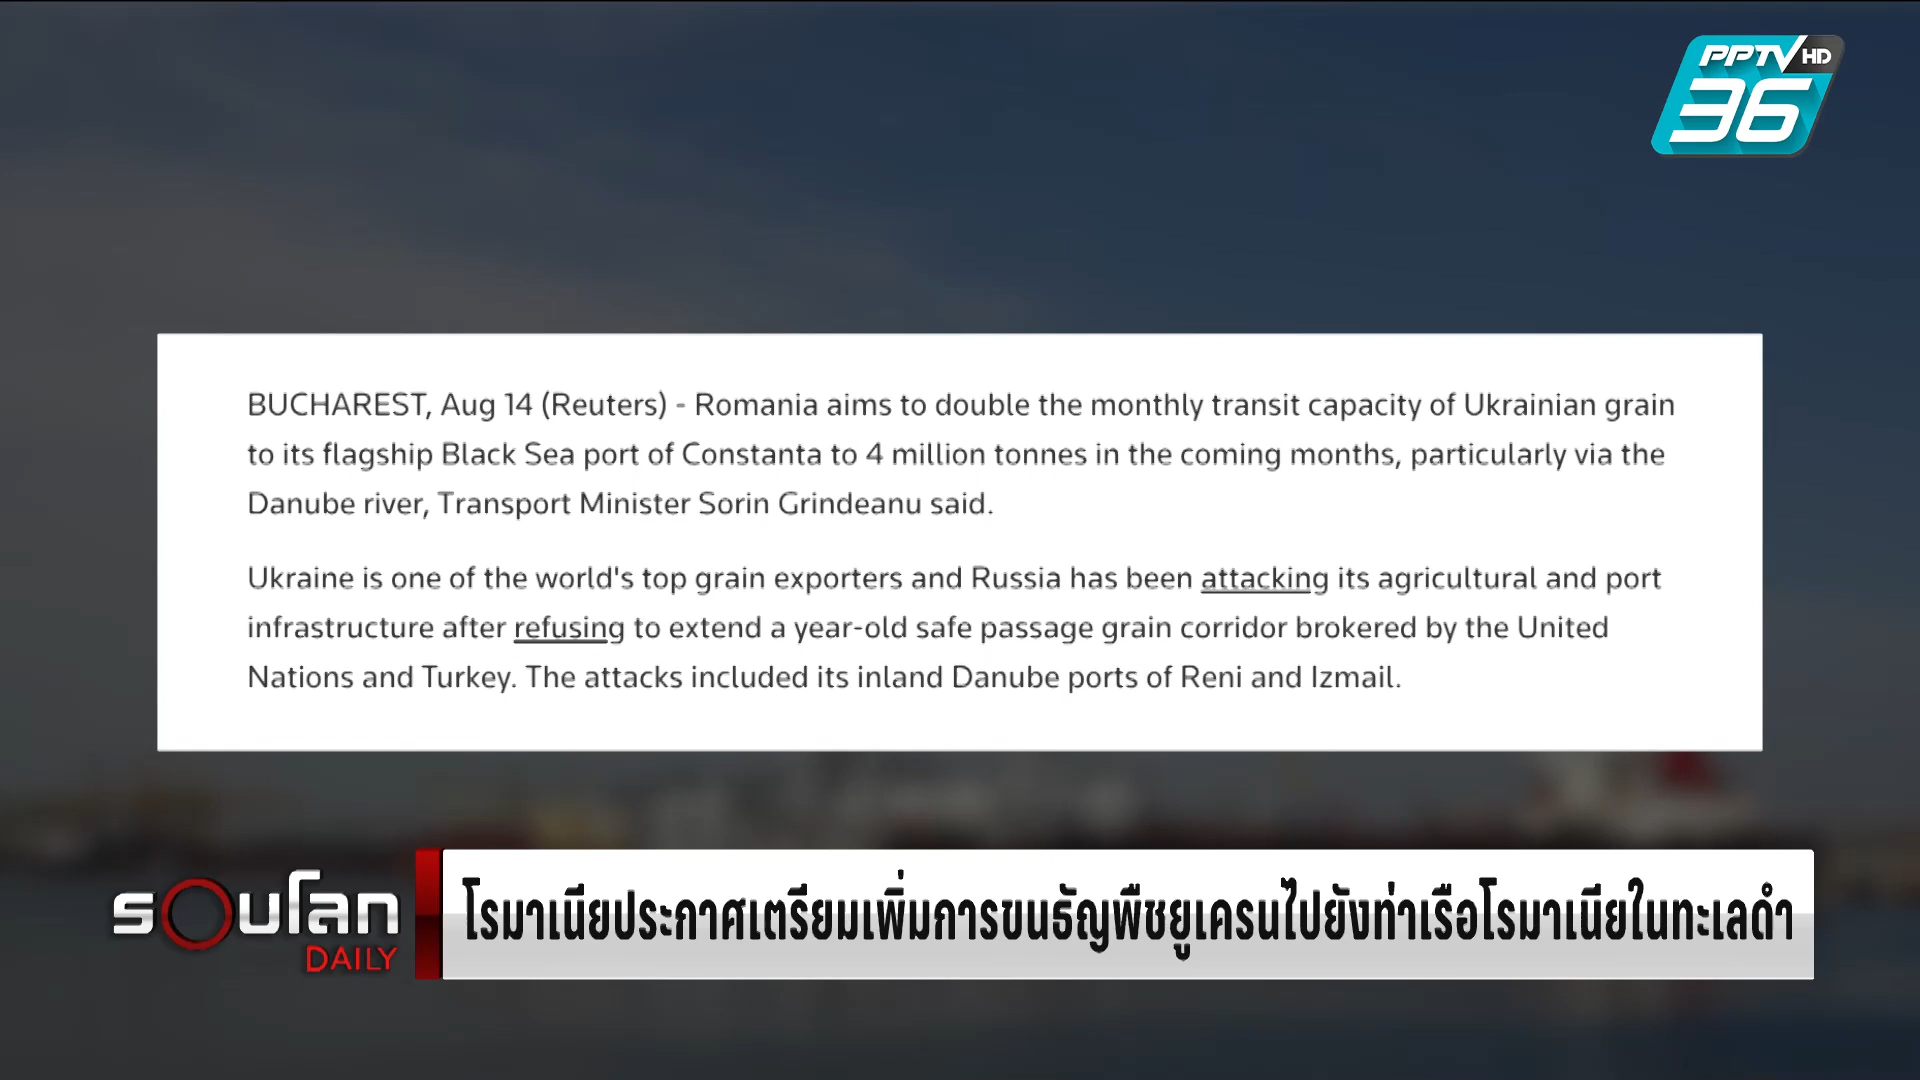 PPTV HD
36
BUCHAREST, Aug 14 (Reuters) - Romania aims to double the monthly transit capacity of Ukrainian grain
to its flagship Black Sea port of Constanta to 4 million tonnes in the coming months, particularly via the
Danube river, Transport Minister Sorin Grindeanu said.
Ukraine is one of the world's top grain exporters and Russia has been attacking its agricultural and port
infrastructure after refusing to extend a year-old safe passage grain corridor brokered by the United
Nations and Turkey. The attacks included its inland Danube ports of Reni and Izmail.
รอบโลก
DAILY
โรมาเนียประกาศเตรียมเพิ่มการขนธัญพืชยูเครนไปยังท่าเรือโรมาเนียในทะเลดำ